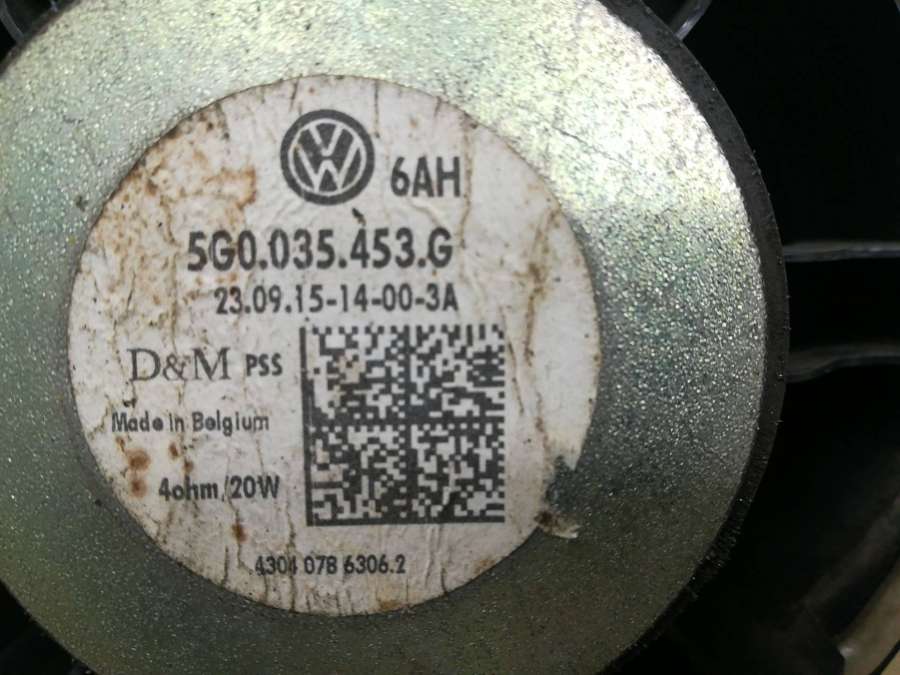 VW 6AH
5G0.035.453.G
23.09.15-14-00-3A
D&M PSS
Made in Belgium
4ohm/20W
4304 078 6306.2